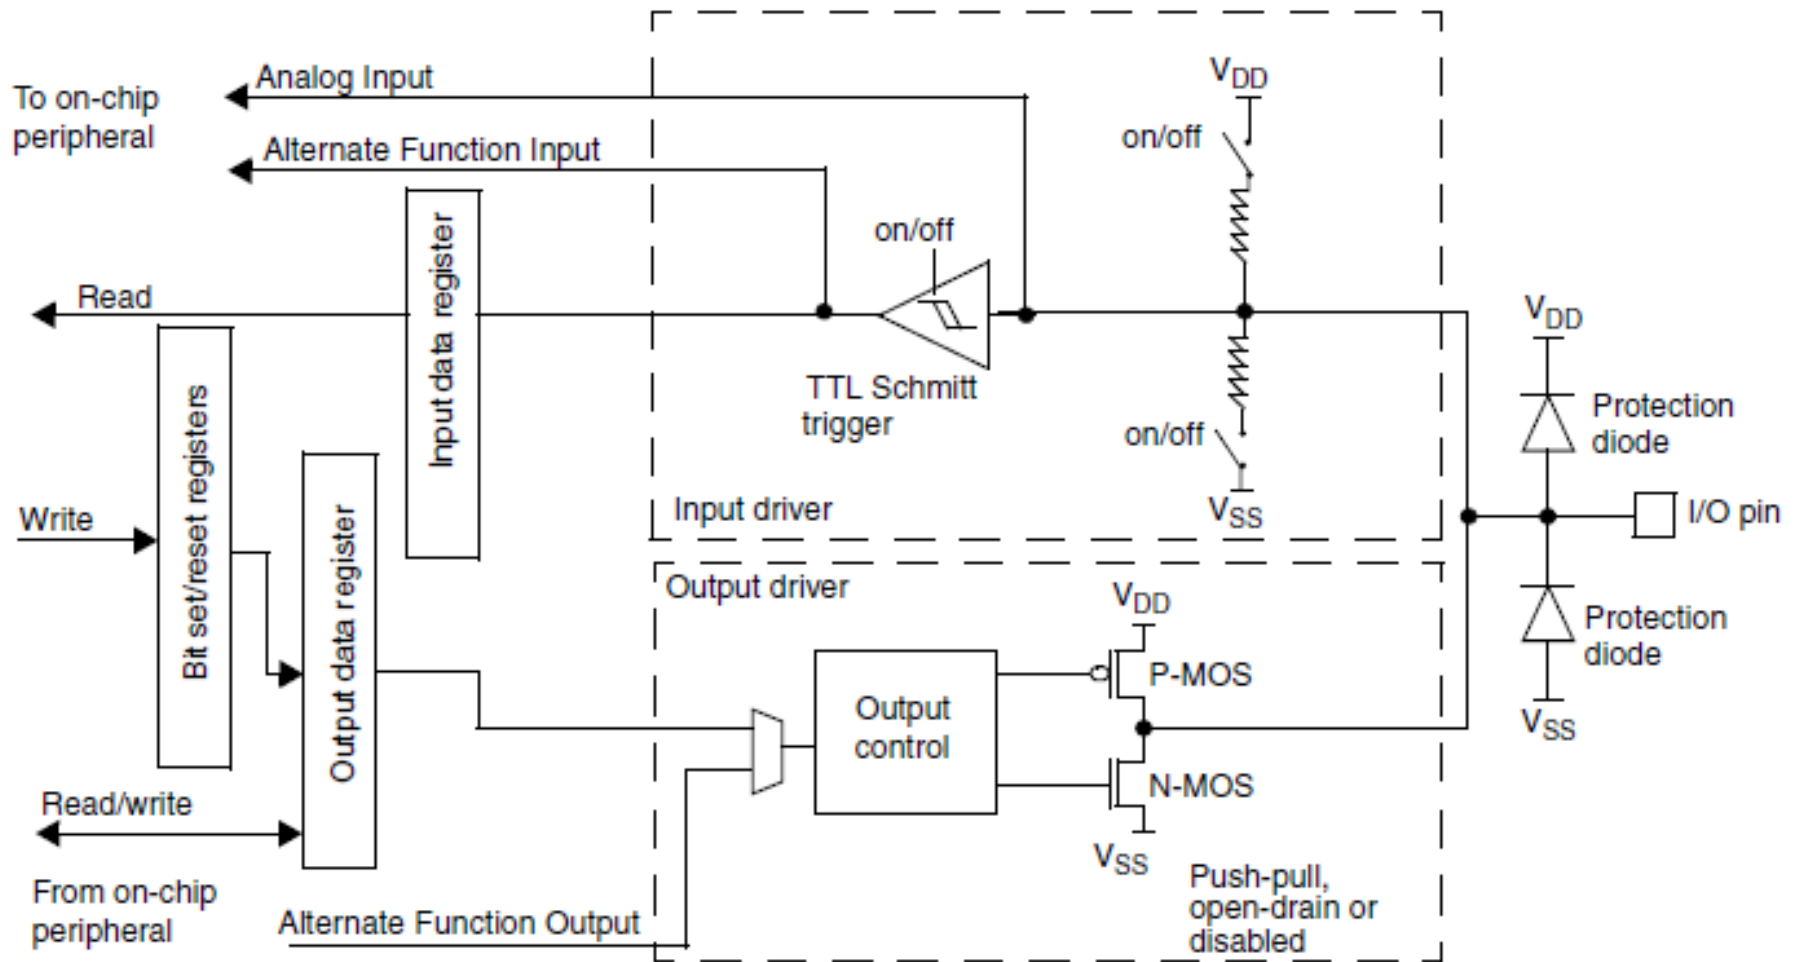 To on-chip
peripheral
Analog Input
Alternate Function Input
Read
Input data register
on/off
TTL Schmitt
trigger
VDD
on/off
on/off
VSS
Input driver
VDD
Protection
diode
I/O pin
Protection
diode
VSS
Write
Bit set/reset registers
Output data register
Read/write
From on-chip
peripheral
Alternate Function Output
Output driver
Output
control
VDD
P-MOS
N-MOS
VSS
Push-pull,
open-drain or
disabled